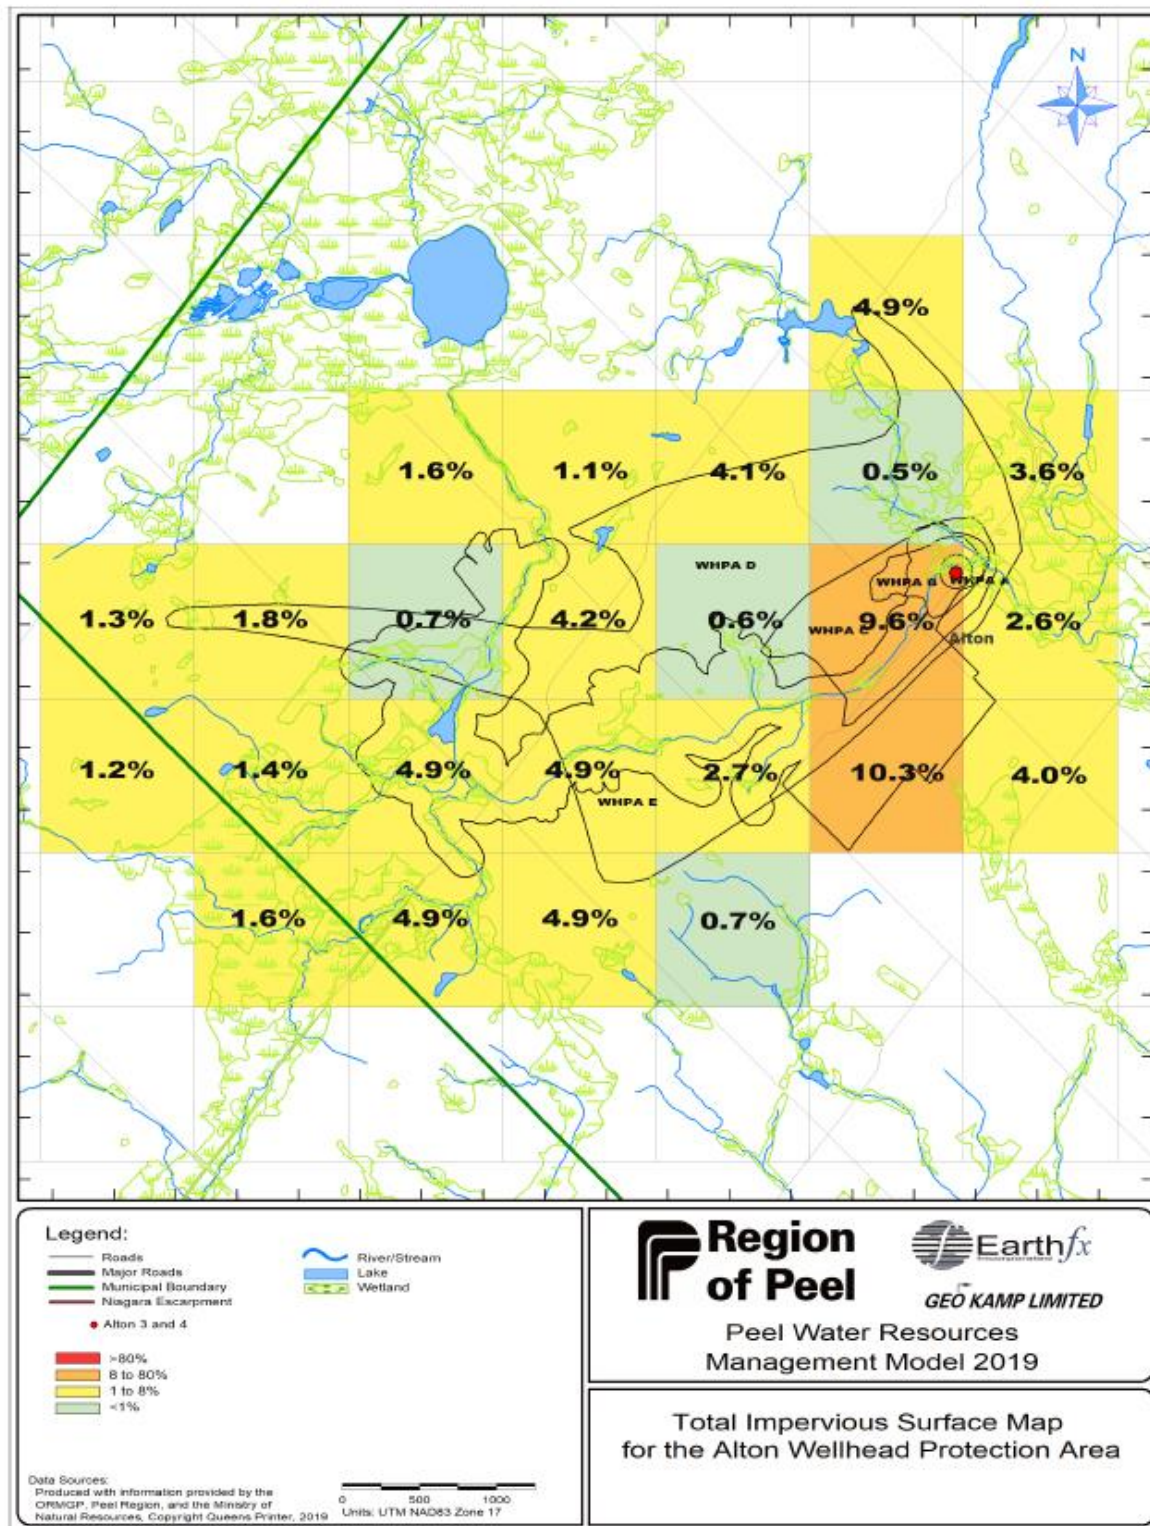 N
4.9%
1.6%
1.1%
4.1%
0.5%
3.6%
WHPA D
WHPA B
WHPA A
1.3%
1.8%
0.7%
4.2%
0.6%
WHPA C
9.6%
2.6%
Alton
1.2%
1.4%
4.9%
4.9%
2.7%
10.3%
4.0%
WHPA E
1.6%
4.9%
4.9%
0.7%
Legend:
Roads
Major Roads
Municipal Boundary
Niagara Escarpment
River/Stream
Lake
Wetland
Alton 3 and 4
>80%
8 to 80%
1 to 8%
<1%
Data Sources:
Produced with information provided by the
ORMGP, Peel Region, and the Ministry of
Natural Resources, Copyright Queens Printer, 2019
0 500 1000
Units: UTM NAD83 Zone 17
Region
of Peel
Earthfx
GEO KAMP LIMITED
Peel Water Resources
Management Model 2019
Total Impervious Surface Map
for the Alton Wellhead Protection Area